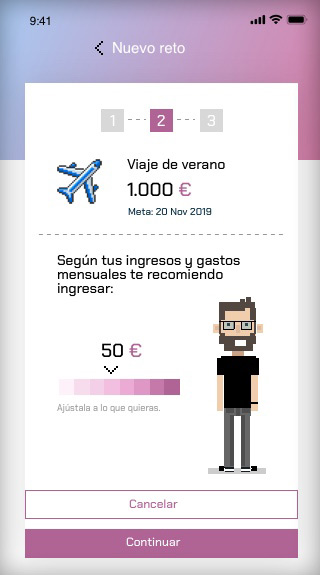 9:41
Nuevo reto
1 2 3
Viaje de verano
1.000 €
Meta: 20 Nov 2019
Según tus ingresos y gastos
mensuales te recomiendo
ingresar:
50 €
Ajústala a lo que quieras.
Cancelar
Continuar